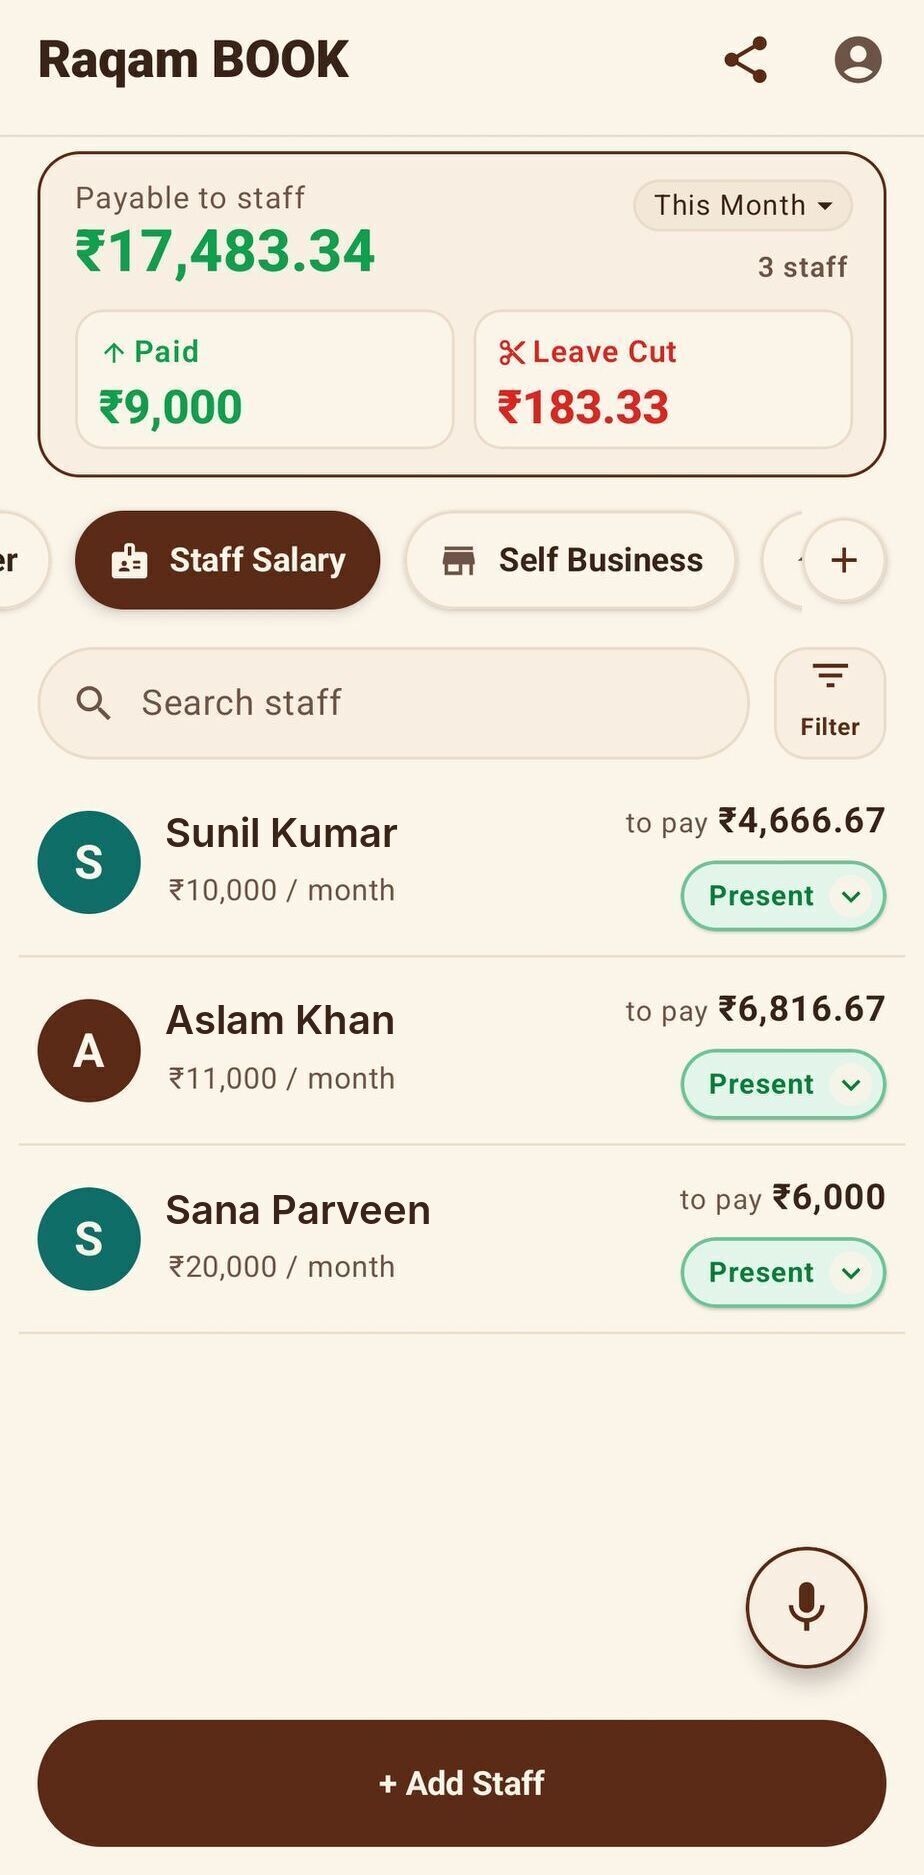 Raqam BOOK
Payable to staff
This Month
₹17,483.34
3 staff
Paid
Leave Cut
₹9,000
₹183.33
er
Staff Salary
Self Business
+
Search staff
Filter
S
Sunil Kumar
to pay ₹4,666.67
₹10,000 / month
Present
A
Aslam Khan
to pay ₹6,816.67
₹11,000 / month
Present
S
Sana Parveen
to pay ₹6,000
₹20,000 / month
Present
+ Add Staff